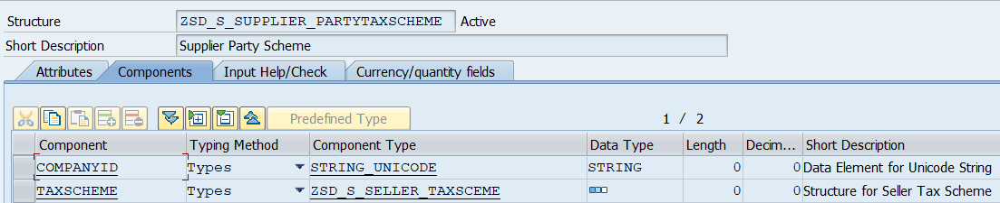 Structure ZSD_S_SUPPLIER_PARTYTAXSCHEME Active
Short Description Supplier Party Scheme
Attributes Components Input Help/Check Currency/quantity fields
Predefined Type 1 / 2
Component Typing Method Component Type Data Type Length Decim... Short Description
COMPANYID Types STRING_UNICODE STRING 0 0 Data Element for Unicode String
TAXSCHEME Types ZSD_S_SELLER_TAXSCEME 0 0 Structure for Seller Tax Scheme